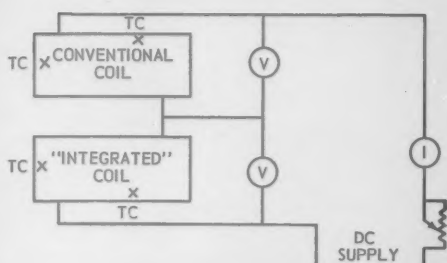 TC
TC
CONVENTIONAL
COIL
V
I
TC
"INTEGRATED"
COIL
V
TC
DC
SUPPLY